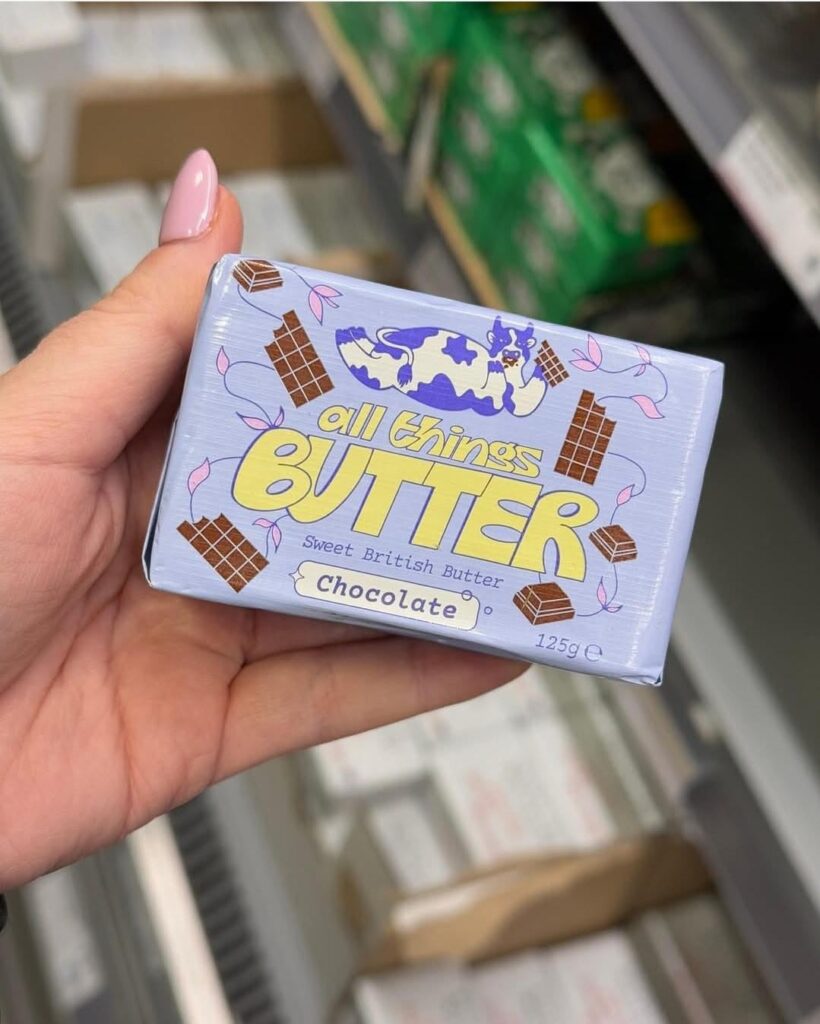 all things
BUTTER
Sweet British Butter
Chocolate
125g ℮